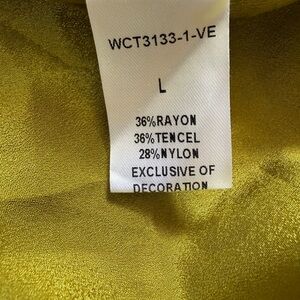 WCT3133-1-VE
L
36%RAYON
36%TENCEL
28%NYLON
EXCLUSIVE OF
DECORATION